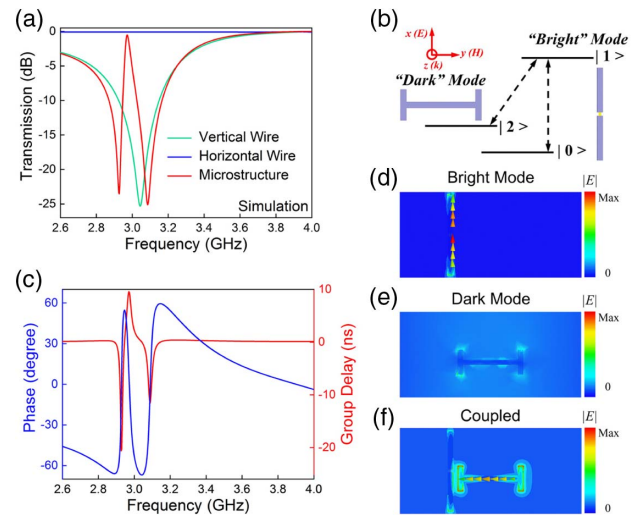 (a)
0
-5
-10
-15
-20
-25
Transmission (dB)
Vertical Wire
Horizontal Wire
Microstructure
Simulation
2.6 2.8 3.0 3.2 3.4 3.6 3.8 4.0
Frequency (GHz)
(b)
x (E)
y (H)
z (k)
"Bright" Mode
| 1 >
"Dark" Mode
| 2 >
| 0 >
(c)
60
30
0
-30
-60
Phase (degree)
10
0
-10
-20
Group Delay (ns)
2.6 2.8 3.0 3.2 3.4 3.6 3.8 4.0
Frequency (GHz)
(d)
Bright Mode
|E|
Max
0
(e)
Dark Mode
|E|
Max
0
(f)
Coupled
|E|
Max
0